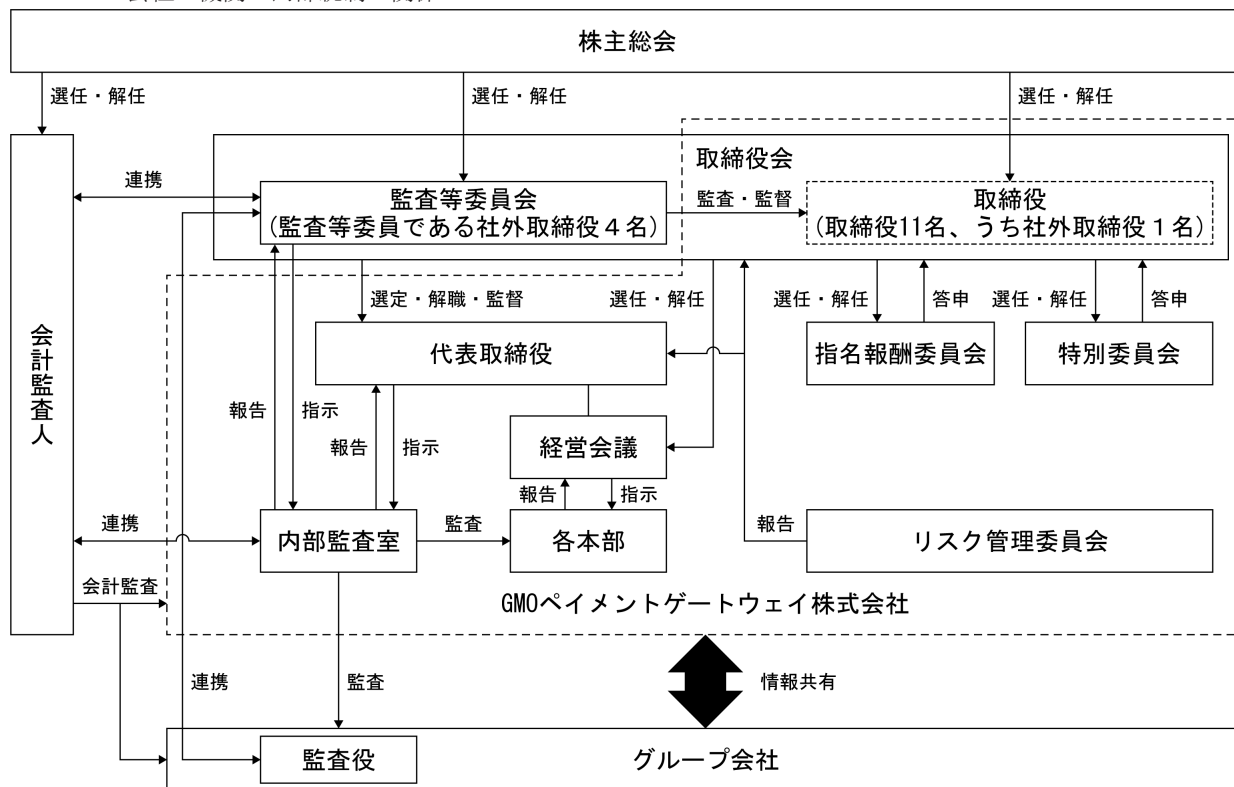 株主総会
選任・解任
選任・解任
選任・解任
取締役会
連携
監査等委員会
(監査等委員である社外取締役４名)
監査・監督
取締役
(取締役11名、うち社外取締役１名)
選定・解職・監督
選任・解任
選任・解任
答申
選任・解任
答申
会計監査人
代表取締役
指名報酬委員会
特別委員会
報告
指示
報告
指示
経営会議
報告
指示
連携
内部監査室
監査
各本部
報告
リスク管理委員会
会計監査
GMOペイメントゲートウェイ株式会社
連携
監査
情報共有
監査役
グループ会社